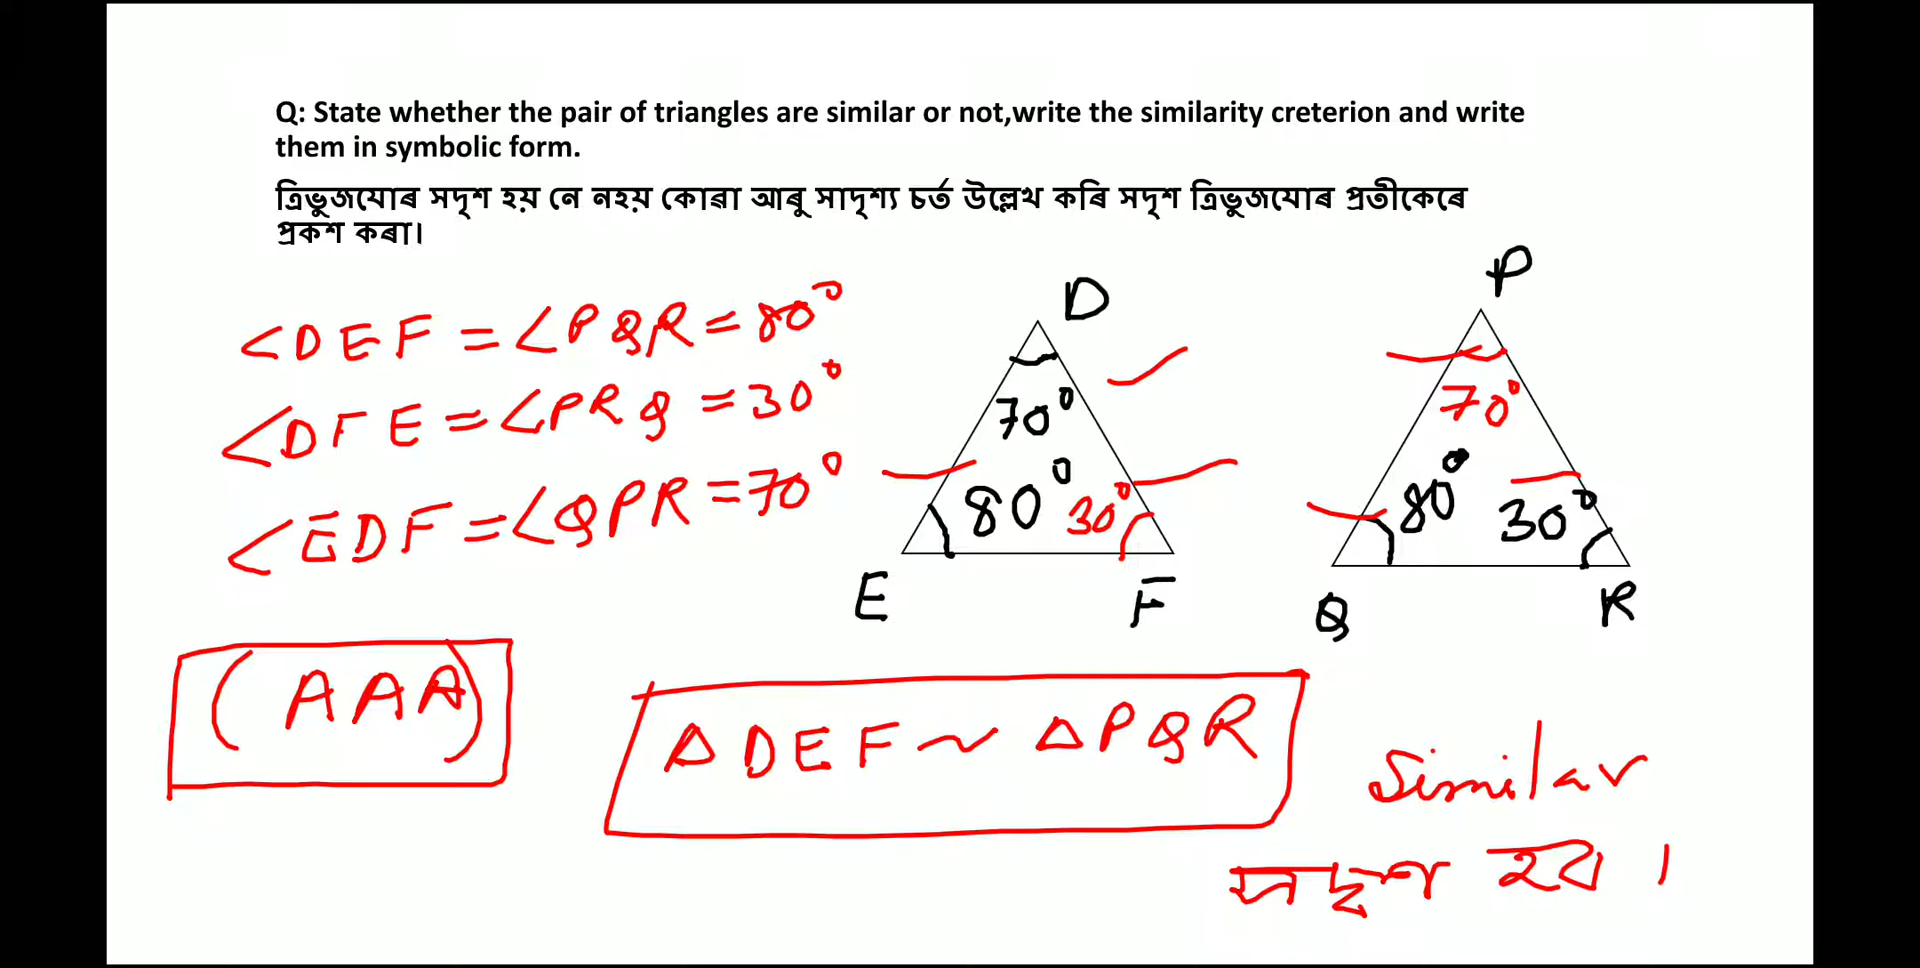 Q: State whether the pair of triangles are similar or not,write the similarity creterion and write
them in symbolic form.
ত্ৰিভুজযোৰ সদৃশ হয় নে নহয় কোৱা আৰু সাদৃশ্য চৰ্ত উল্লেখ কৰি সদৃশ ত্ৰিভুজযোৰ প্ৰতীকেৰে
প্ৰকশ কৰা।
<DEF = ∠PQR = 80°
∠DFE = ∠PRQ = 30°
∠EDF = ∠QPR = 70°
D
70°
80°
30°
E
F
P
70°
80°
30°
Q
R
(AAA)
Δ DEF ~ ΔPQR
Similar
সদৃশ হব।